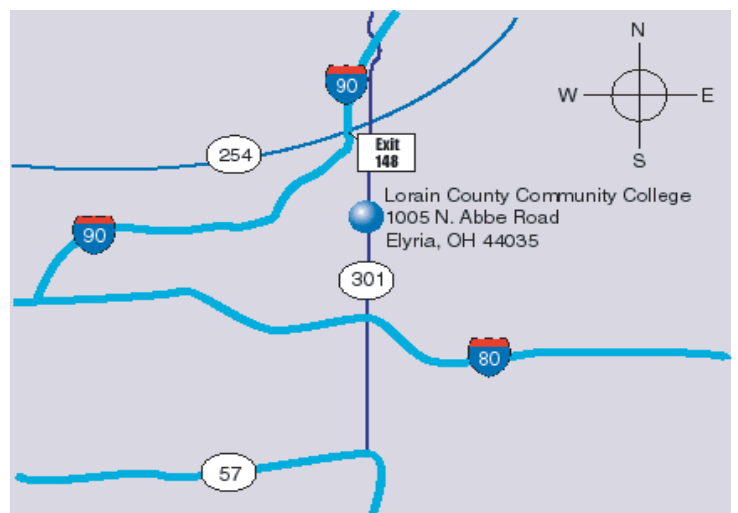 N
90
W
E
Exit
148
254
S
Lorain County Community College
1005 N. Abbe Road
Elyria, OH 44035
90
301
80
57